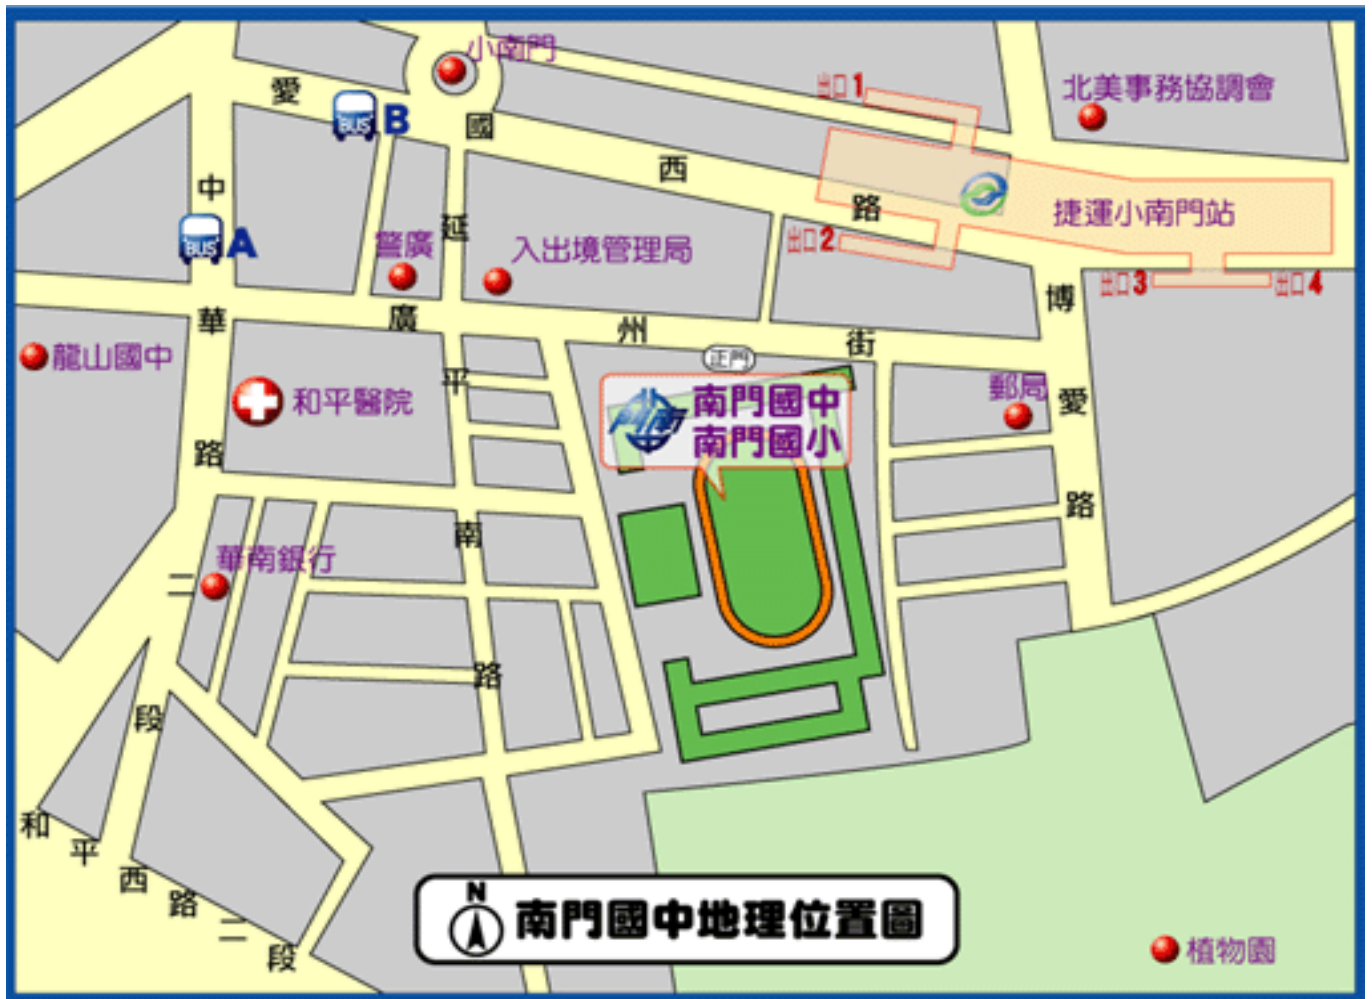 小南門
出口1
北美事務協調會
愛國西路
BUS B
中華路二段
BUS A
延平南路
警廣
入出境管理局
出口2
捷運小南門站
出口3
出口4
博愛路
廣州街
正門
龍山國中
和平醫院
南門國中
南門國小
郵局
華南銀行
和平西路二段
N
南門國中地理位置圖
植物園